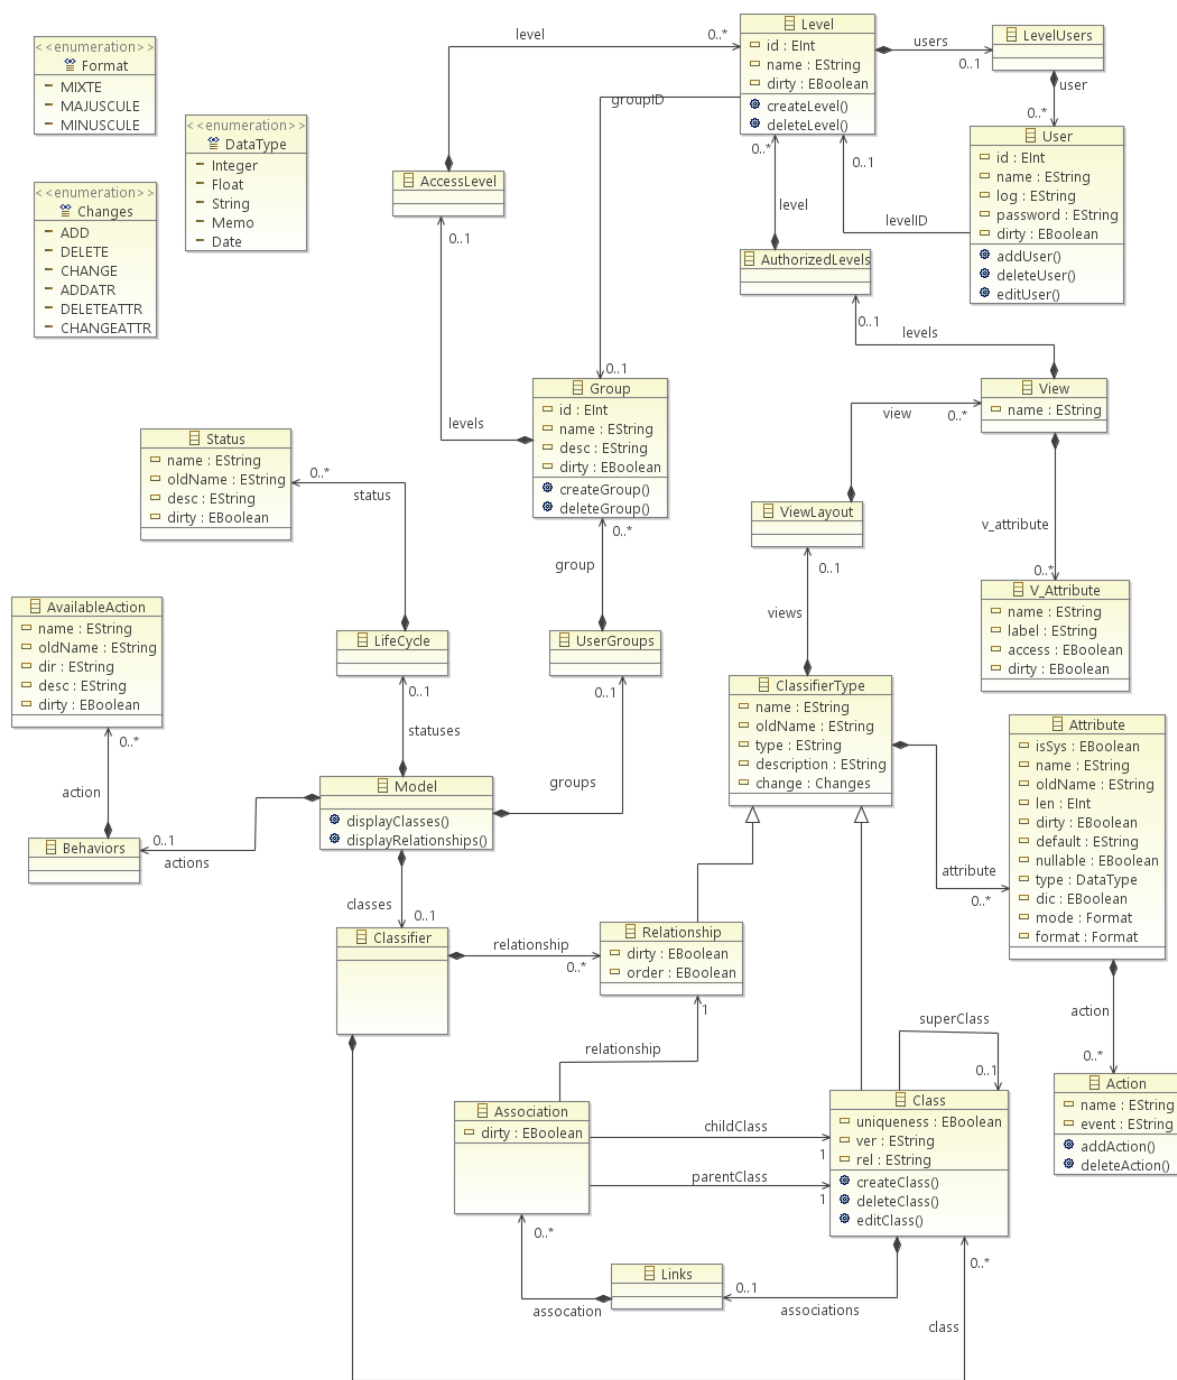 <<enumeration>>
Format
MIXTE
MAJUSCULE
MINUSCULE
<<enumeration>>
DataType
Integer
Float
String
Memo
Date
<<enumeration>>
Changes
ADD
DELETE
CHANGE
ADDATR
DELETEATTR
CHANGEATTR
level
0..*
AccessLevel
0..1
levels
Level
id : EInt
name : EString
dirty : EBoolean
createLevel()
deleteLevel()
groupID
0..1
users
0..1
LevelUsers
user
0..*
User
id : EInt
name : EString
log : EString
password : EString
dirty : EBoolean
addUser()
deleteUser()
editUser()
levelID
0..1
0..*
level
AuthorizedLevels
0..1
levels
View
name : EString
view
0..*
Group
id : EInt
name : EString
desc : EString
dirty : EBoolean
createGroup()
deleteGroup()
0..*
group
UserGroups
0..1
groups
Status
name : EString
oldName : EString
desc : EString
dirty : EBoolean
0..*
status
LifeCycle
0..1
statuses
ViewLayout
0..1
views
v_attribute
0..*
V_Attribute
name : EString
label : EString
access : EBoolean
dirty : EBoolean
AvailableAction
name : EString
oldName : EString
dir : EString
desc : EString
dirty : EBoolean
0..*
action
Behaviors
0..1
actions
Model
displayClasses()
displayRelationships()
classes
0..1
ClassifierType
name : EString
oldName : EString
type : EString
description : EString
change : Changes
attribute
0..*
Attribute
isSys : EBoolean
name : EString
oldName : EString
len : EInt
dirty : EBoolean
default : EString
nullable : EBoolean
type : DataType
dic : EBoolean
mode : Format
format : Format
action
0..*
Action
name : EString
event : EString
addAction()
deleteAction()
Classifier
relationship
0..*
Relationship
dirty : EBoolean
order : EBoolean
1
relationship
Association
dirty : EBoolean
childClass
1
parentClass
1
superClass
0..1
Class
uniqueness : EBoolean
ver : EString
rel : EString
createClass()
deleteClass()
editClass()
0..*
assocation
Links
0..1
associations
0..*
class